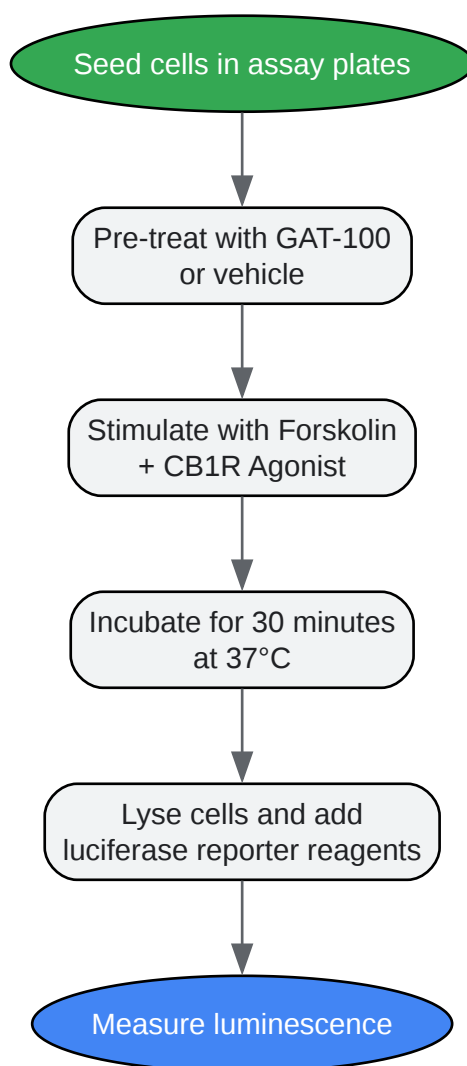 Seed cells in assay plates
Pre-treat with GAT-100
or vehicle
Stimulate with Forskolin
+ CB1R Agonist
Incubate for 30 minutes
at 37°C
Lyse cells and add
luciferase reporter reagents
Measure luminescence